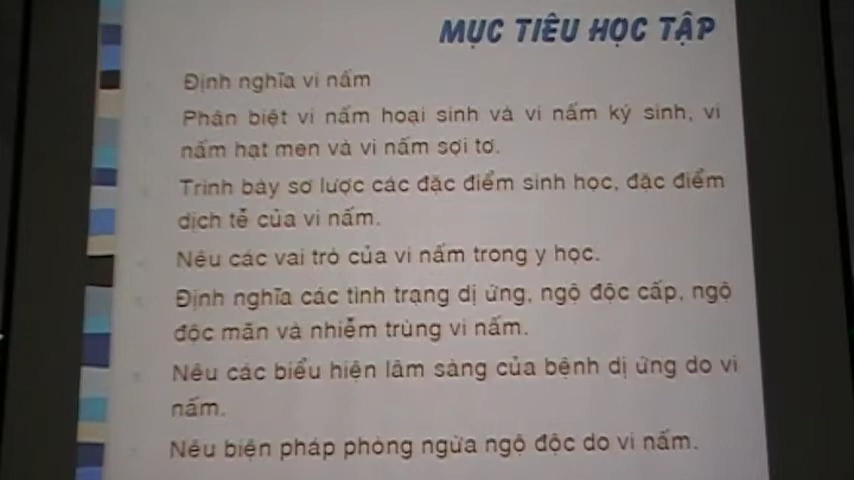 MỤC TIÊU HỌC TẬP
Định nghĩa vi nấm
Phân biệt vi nấm hoại sinh và vi nấm ký sinh, vi
nấm hạt men và vi nấm sợi tơ.
Trình bày sơ lược các đặc điểm sinh học, đặc điểm
dịch tễ của vi nấm.
Nêu các vai trò của vi nấm trong y học.
Định nghĩa các tình trạng dị ứng, ngộ độc cấp, ngộ
độc mãn và nhiễm trùng vi nấm.
Nêu các biểu hiện lâm sàng của bệnh dị ứng do vi
nấm.
Nêu biện pháp phòng ngừa ngộ độc do vi nấm.